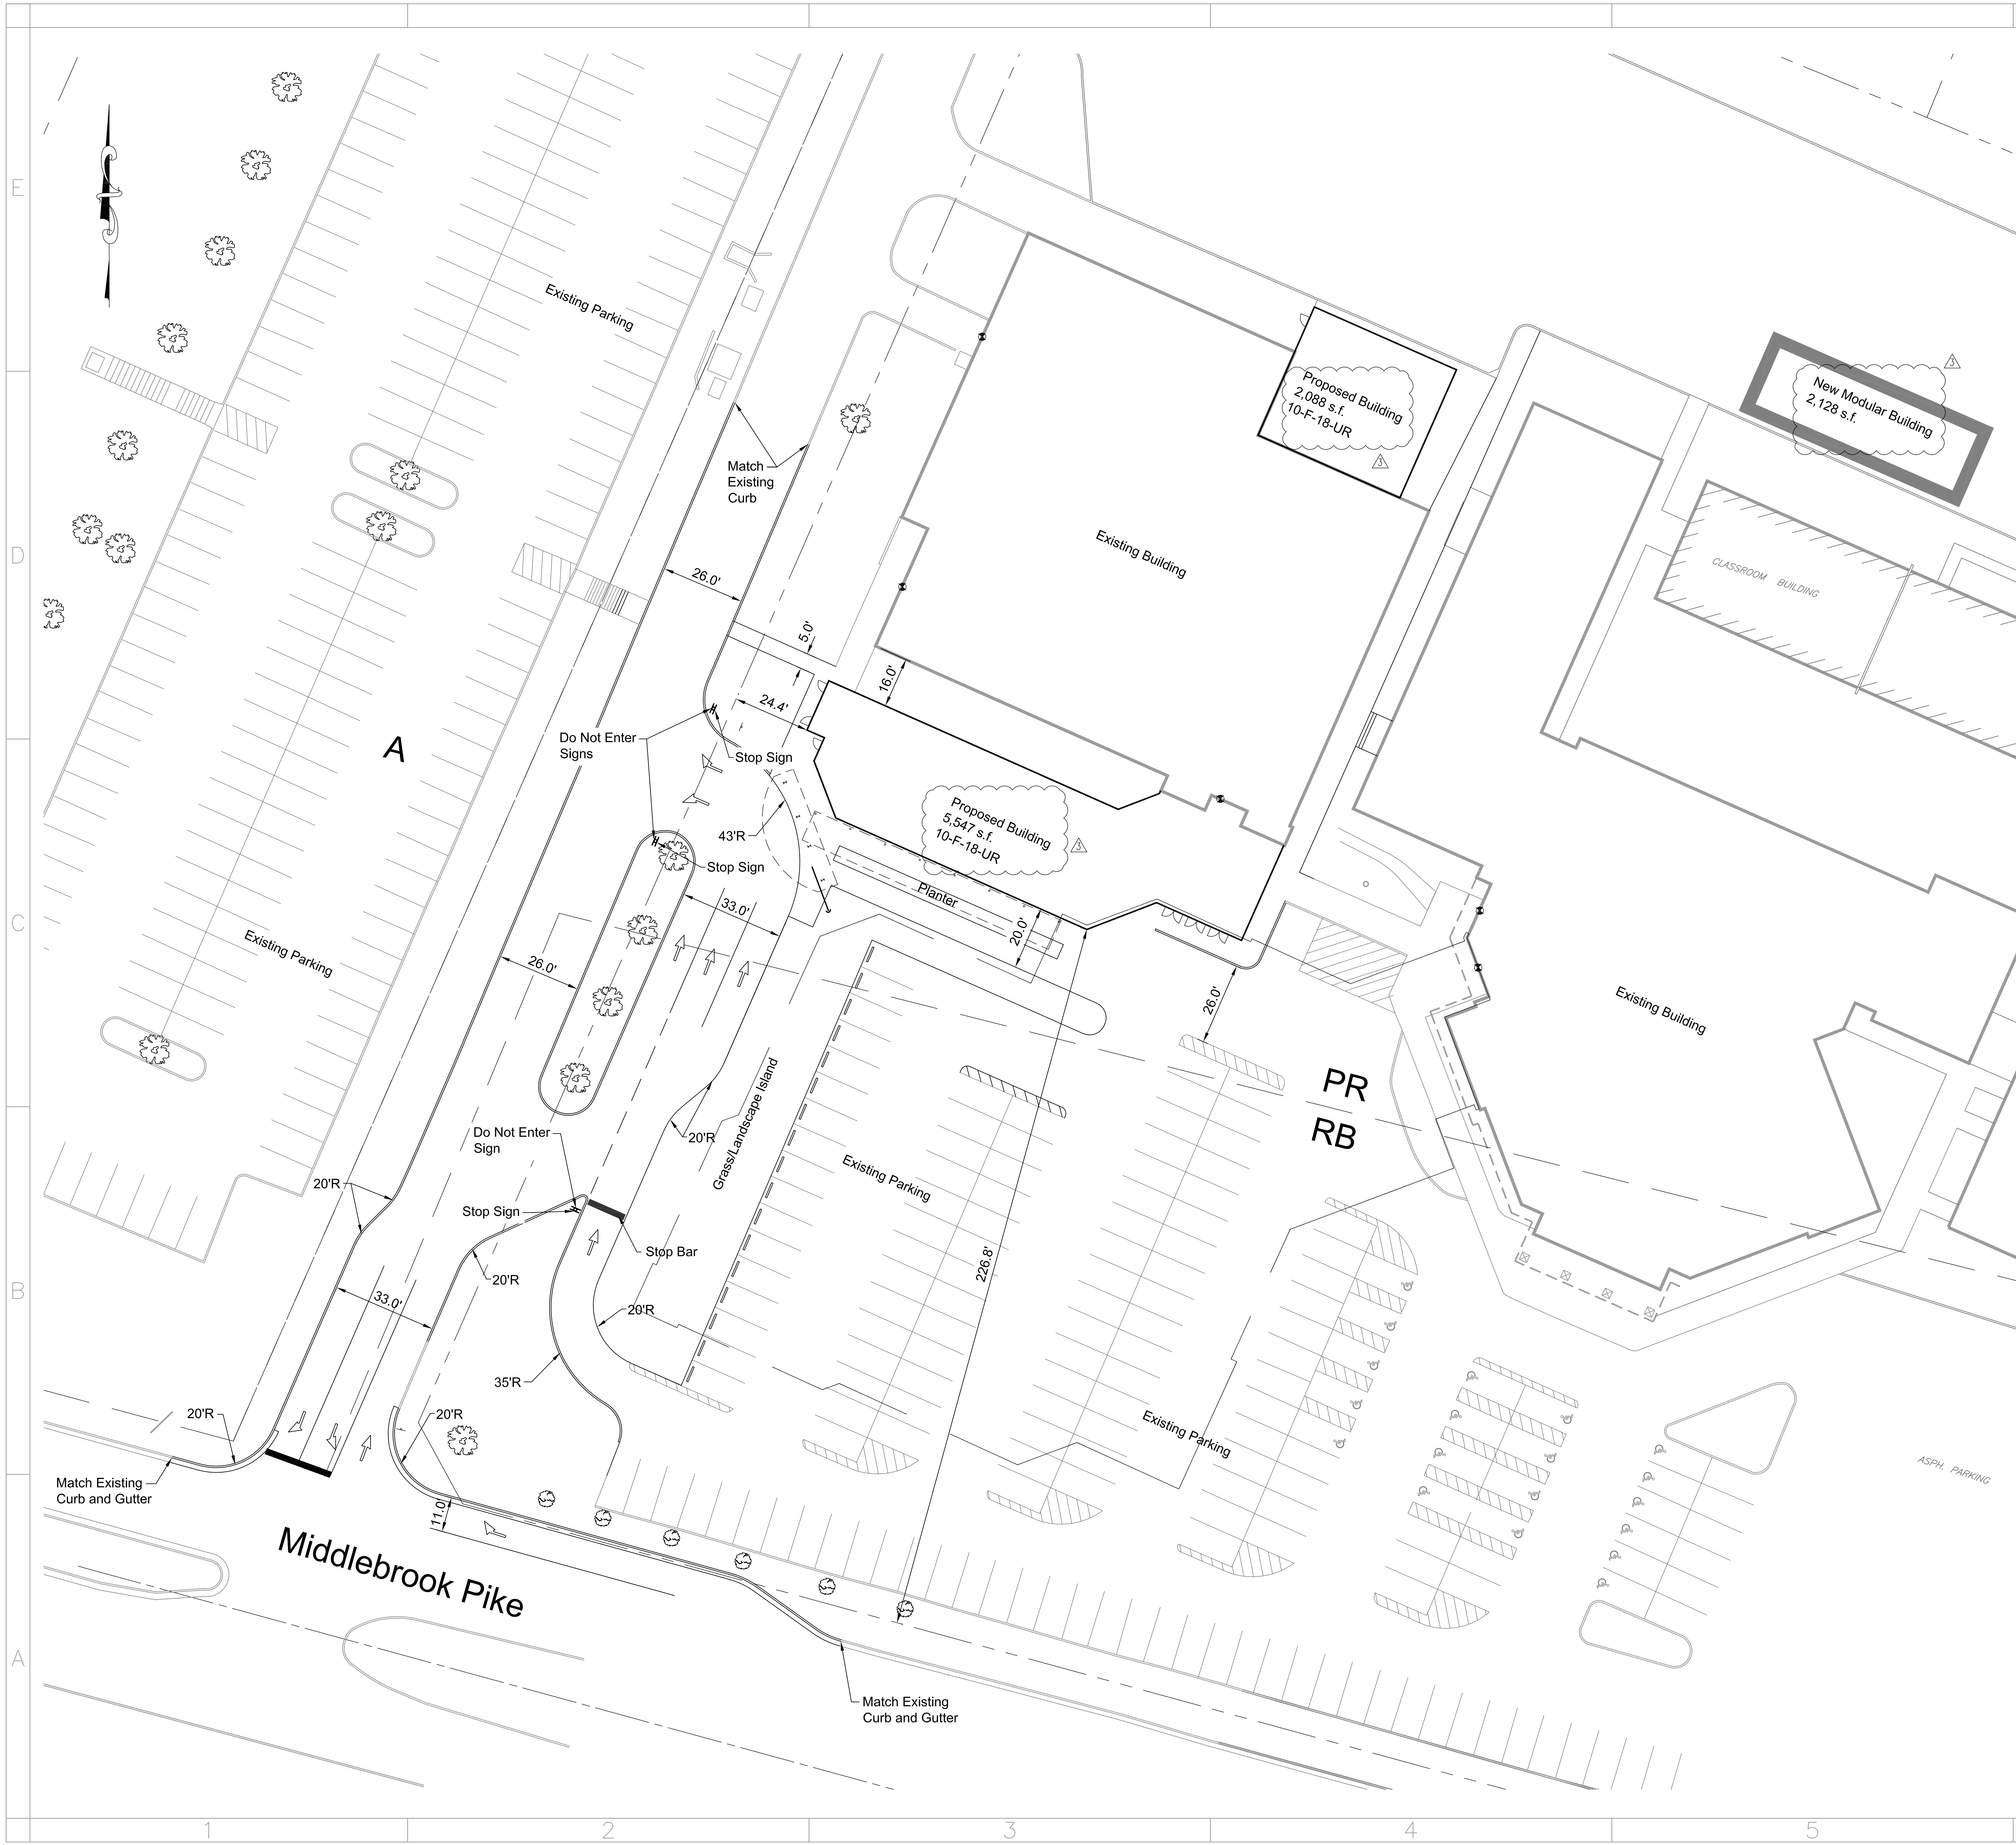 E
Existing Parking
Proposed Building
2,088 s.f.
10-F-18-UR
3
New Modular Building
2,128 s.f.
3
Match
Existing
Curb
D
Existing Building
CLASSROOM BUILDING
26.0'
5.0'
16.0'
24.4'
Do Not Enter
Signs
Stop Sign
A
43'R
Proposed Building
5,547 s.f.
10-F-18-UR
3
Stop Sign
Planter
33.0'
20.0'
C
Existing Parking
26.0'
26.0'
Existing Building
PR
RB
Grass/Landscape Island
Do Not Enter
Sign
20'R
Existing Parking
20'R
Stop Sign
Stop Bar
20'R
226.8'
B
33.0'
20'R
35'R
20'R
20'R
Existing Parking
ASPH. PARKING
Match Existing
Curb and Gutter
11.0'
Middlebrook Pike
A
Match Existing
Curb and Gutter
1
2
3
4
5